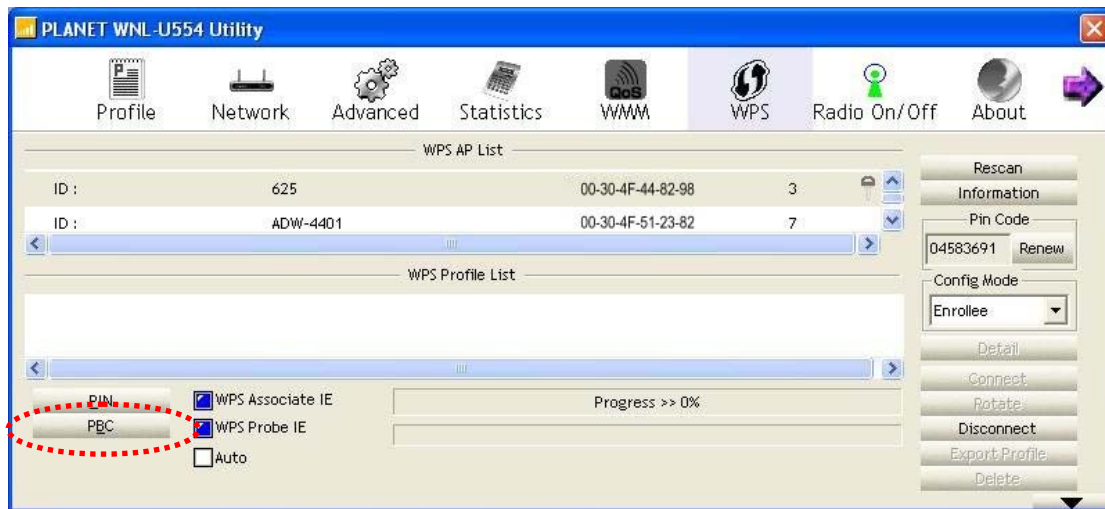 PLANET WNL-U554 Utility
Profile Network Advanced Statistics QoS WMM WPS Radio On/Off About
WPS AP List
ID : 625 00-30-4F-44-82-98 3
ID : ADW-4401 00-30-4F-51-23-82 7
Rescan
Information
Pin Code
04583691 Renew
WPS Profile List
Config Mode
Enrollee
Detail
Connect
Rotate
Disconnect
Export Profile
Delete
PIN WPS Associate IE Progress >> 0%
PBC WPS Probe IE
Auto